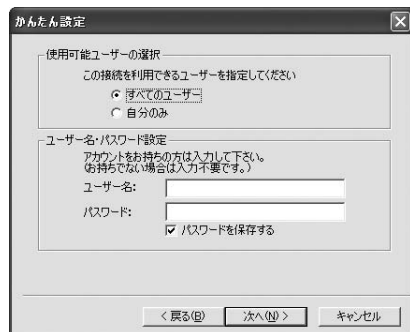 かんたん設定
使用可能ユーザーの選択
この接続を利用できるユーザーを指定してください
すべてのユーザー
自分のみ
ユーザー名・パスワード設定
アカウントをお持ちの方は入力して下さい。
(お持ちでない場合は入力不要です。)
ユーザー名:
パスワード:
パスワードを保存する
< 戻る(B)
次へ(N) >
キャンセル